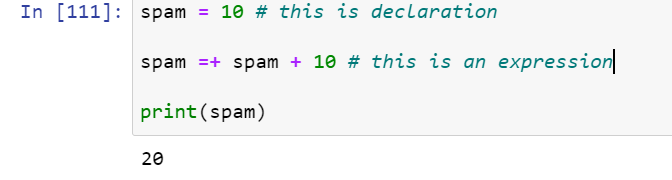 In [111]: spam = 10 # this is declaration
spam =+ spam + 10 # this is an expression
print(spam)
20